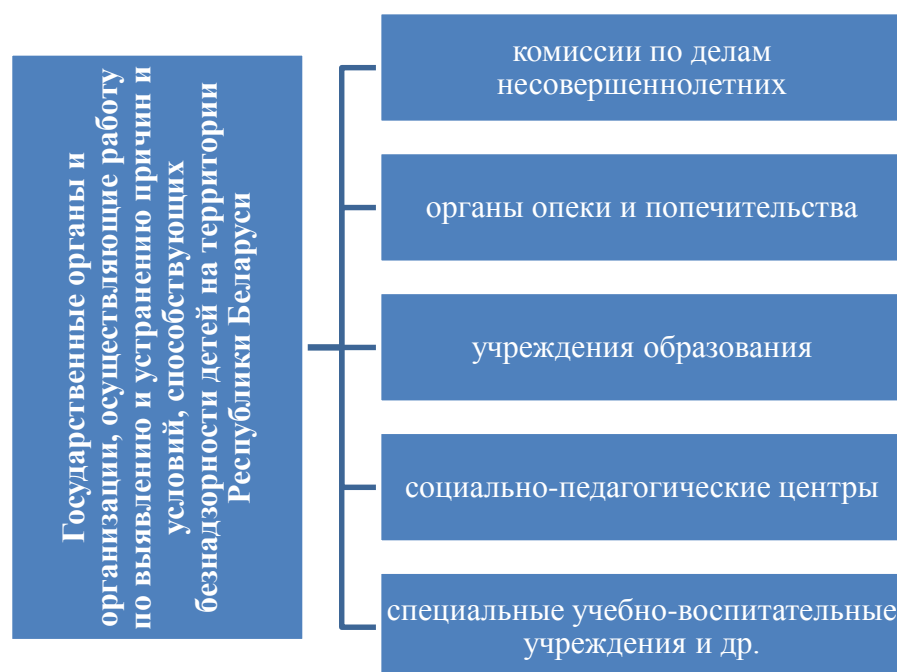 Государственные органы и
организации, осуществляющие работу
по выявлению и устранению причин и
условий, способствующих
безнадзорности детей на территории
Республики Беларуси
комиссии по делам
несовершеннолетних
органы опеки и попечительства
учреждения образования
социально-педагогические центры
специальные учебно-воспитательные
учреждения и др.